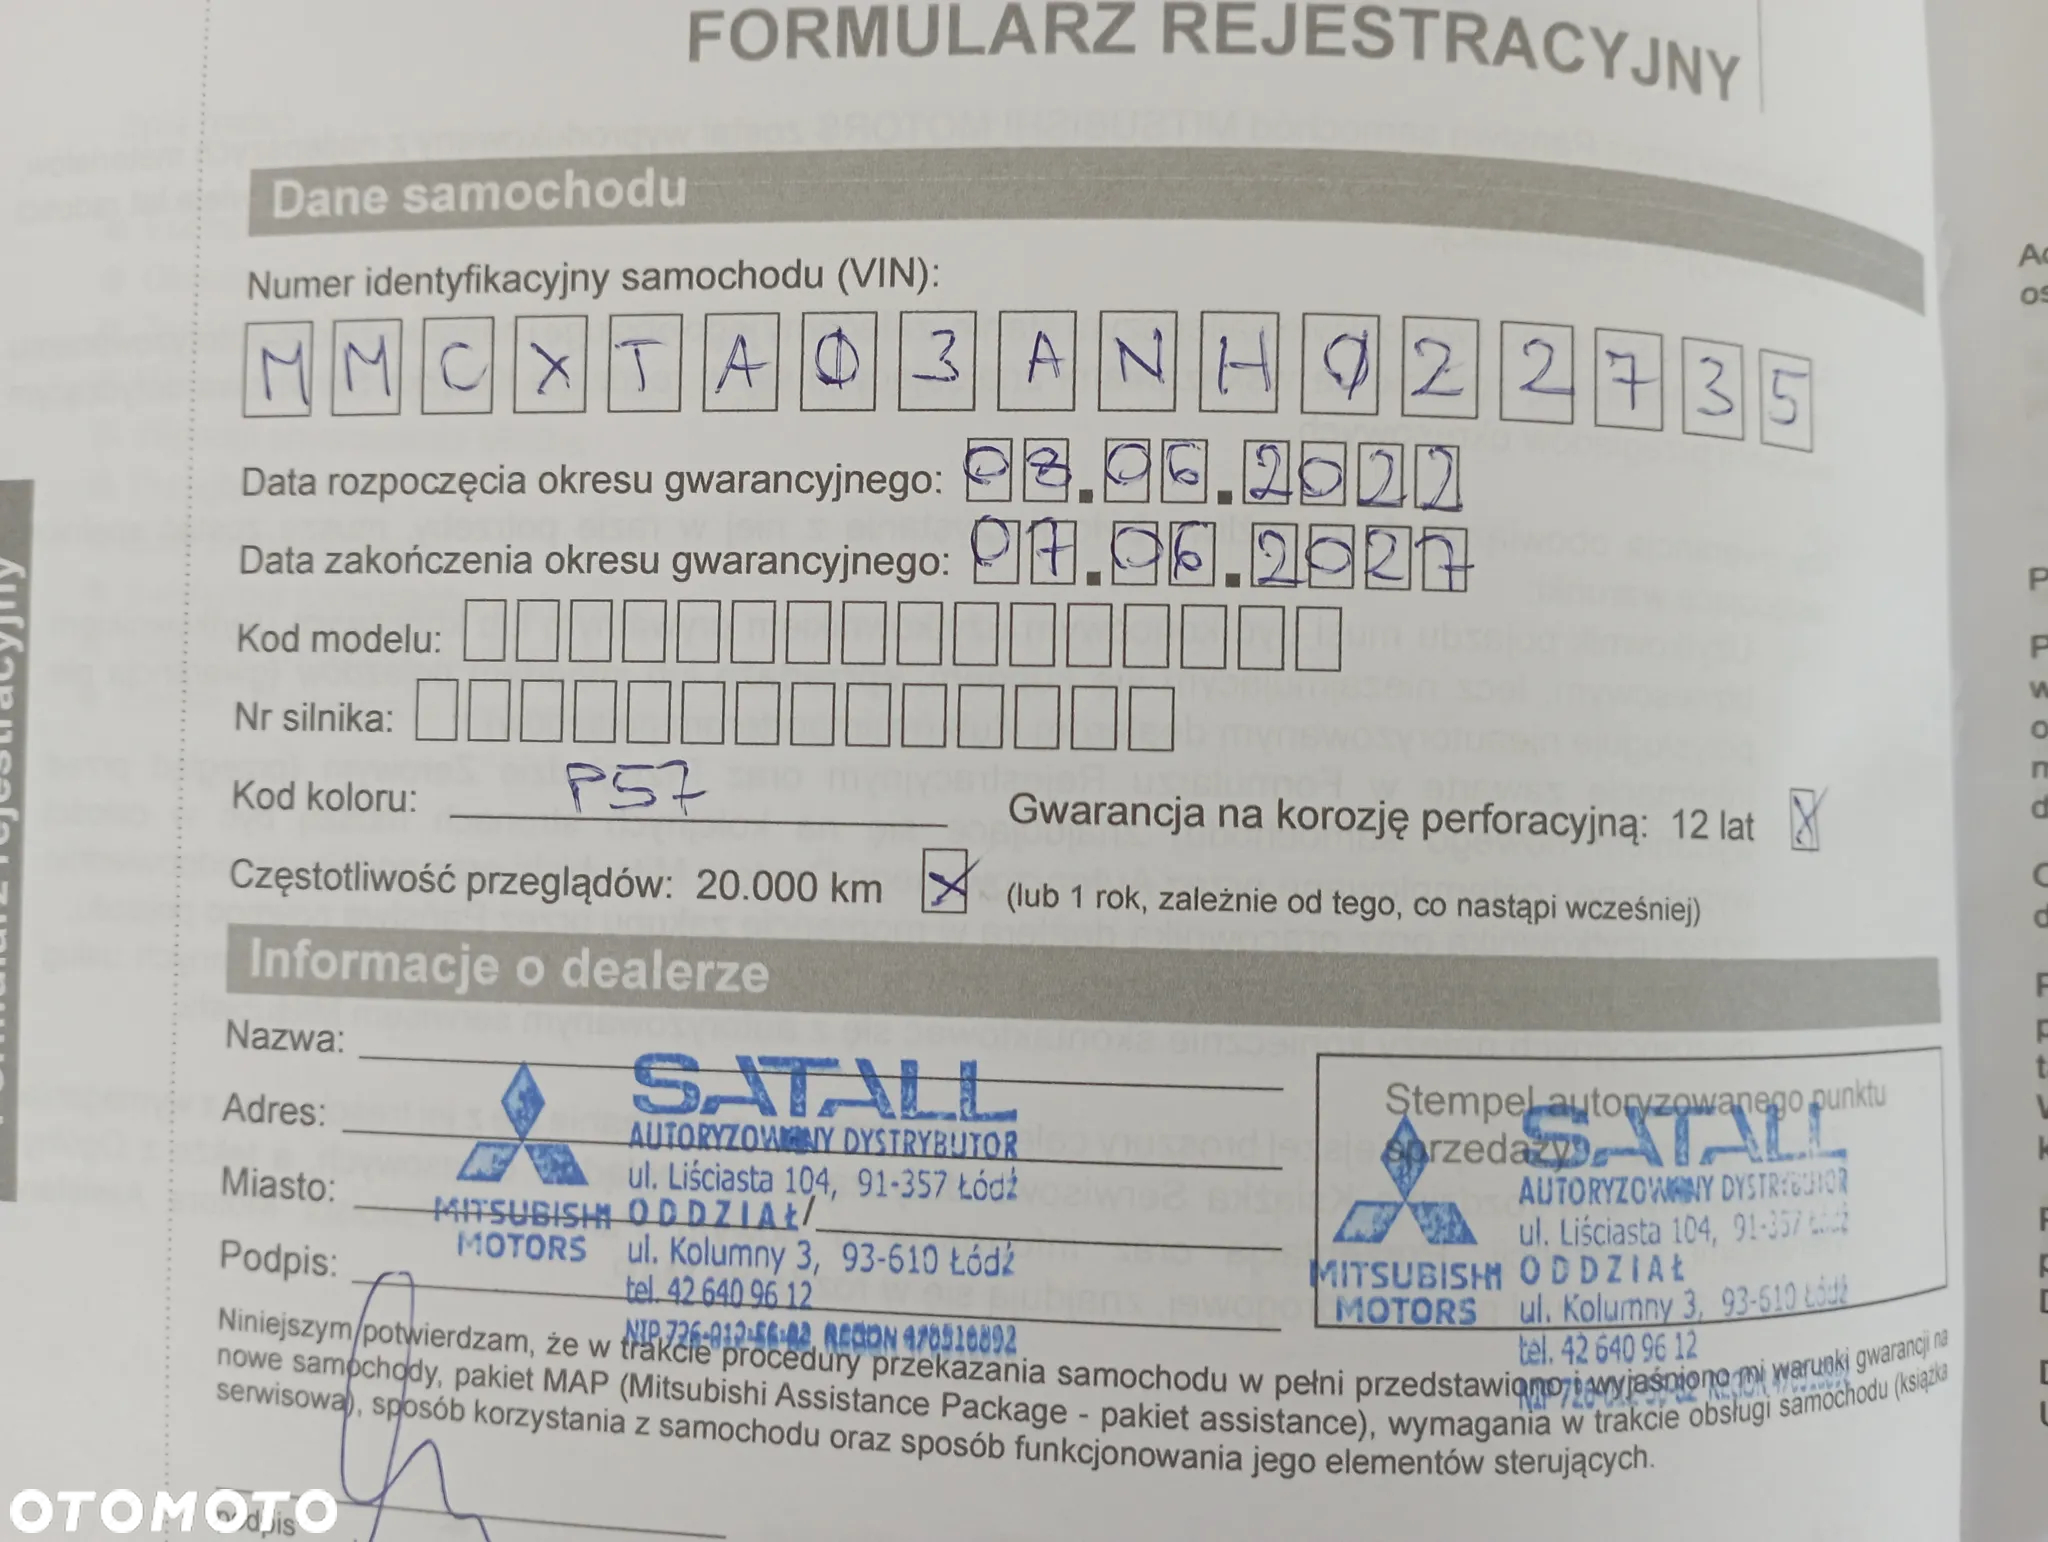 FORMULARZ REJESTRACYJNY
Dane samochodu
Numer identyfikacyjny samochodu (VIN):
MMCXTA03ANH022735
Data rozpoczęcia okresu gwarancyjnego: 08.06.2022
Data zakończenia okresu gwarancyjnego: 07.06.2027
Kod modelu:
Nr silnika:
Kod koloru: P57 Gwarancja na korozję perforacyjną: 12 lat X
Częstotliwość przeglądów: 20.000 km X (lub 1 rok, zależnie od tego, co nastąpi wcześniej)
Informacje o dealerze
Nazwa:
Adres:
Miasto:
Podpis:
SATALL
AUTORYZOWANY DYSTRYBUTOR
ul. Liściasta 104, 91-357 Łódź
MITSUBISHI ODDZIAŁ/
MOTORS ul. Kolumny 3, 93-610 Łódź
tel. 42 640 96 12
Stempel autoryzowanego punktu
sprzedaży
SATALL
AUTORYZOWANY DYSTRYBUTOR
ul. Liściasta 104, 91-357 Łódź
MITSUBISHI ODDZIAŁ
MOTORS ul. Kolumny 3, 93-610 Łódź
tel. 42 640 96 12
Niniejszym potwierdzam, że w trakcie procedury przekazania samochodu w pełni przedstawiono i wyjaśniono mi warunki gwarancji na
nowe samochody, pakiet MAP (Mitsubishi Assistance Package - pakiet assistance), wymagania w trakcie obsługi samochodu (książka
serwisowa), sposób korzystania z samochodu oraz sposób funkcjonowania jego elementów sterujących.
podpis
Formularz rejestracyjny
OTOMOTO